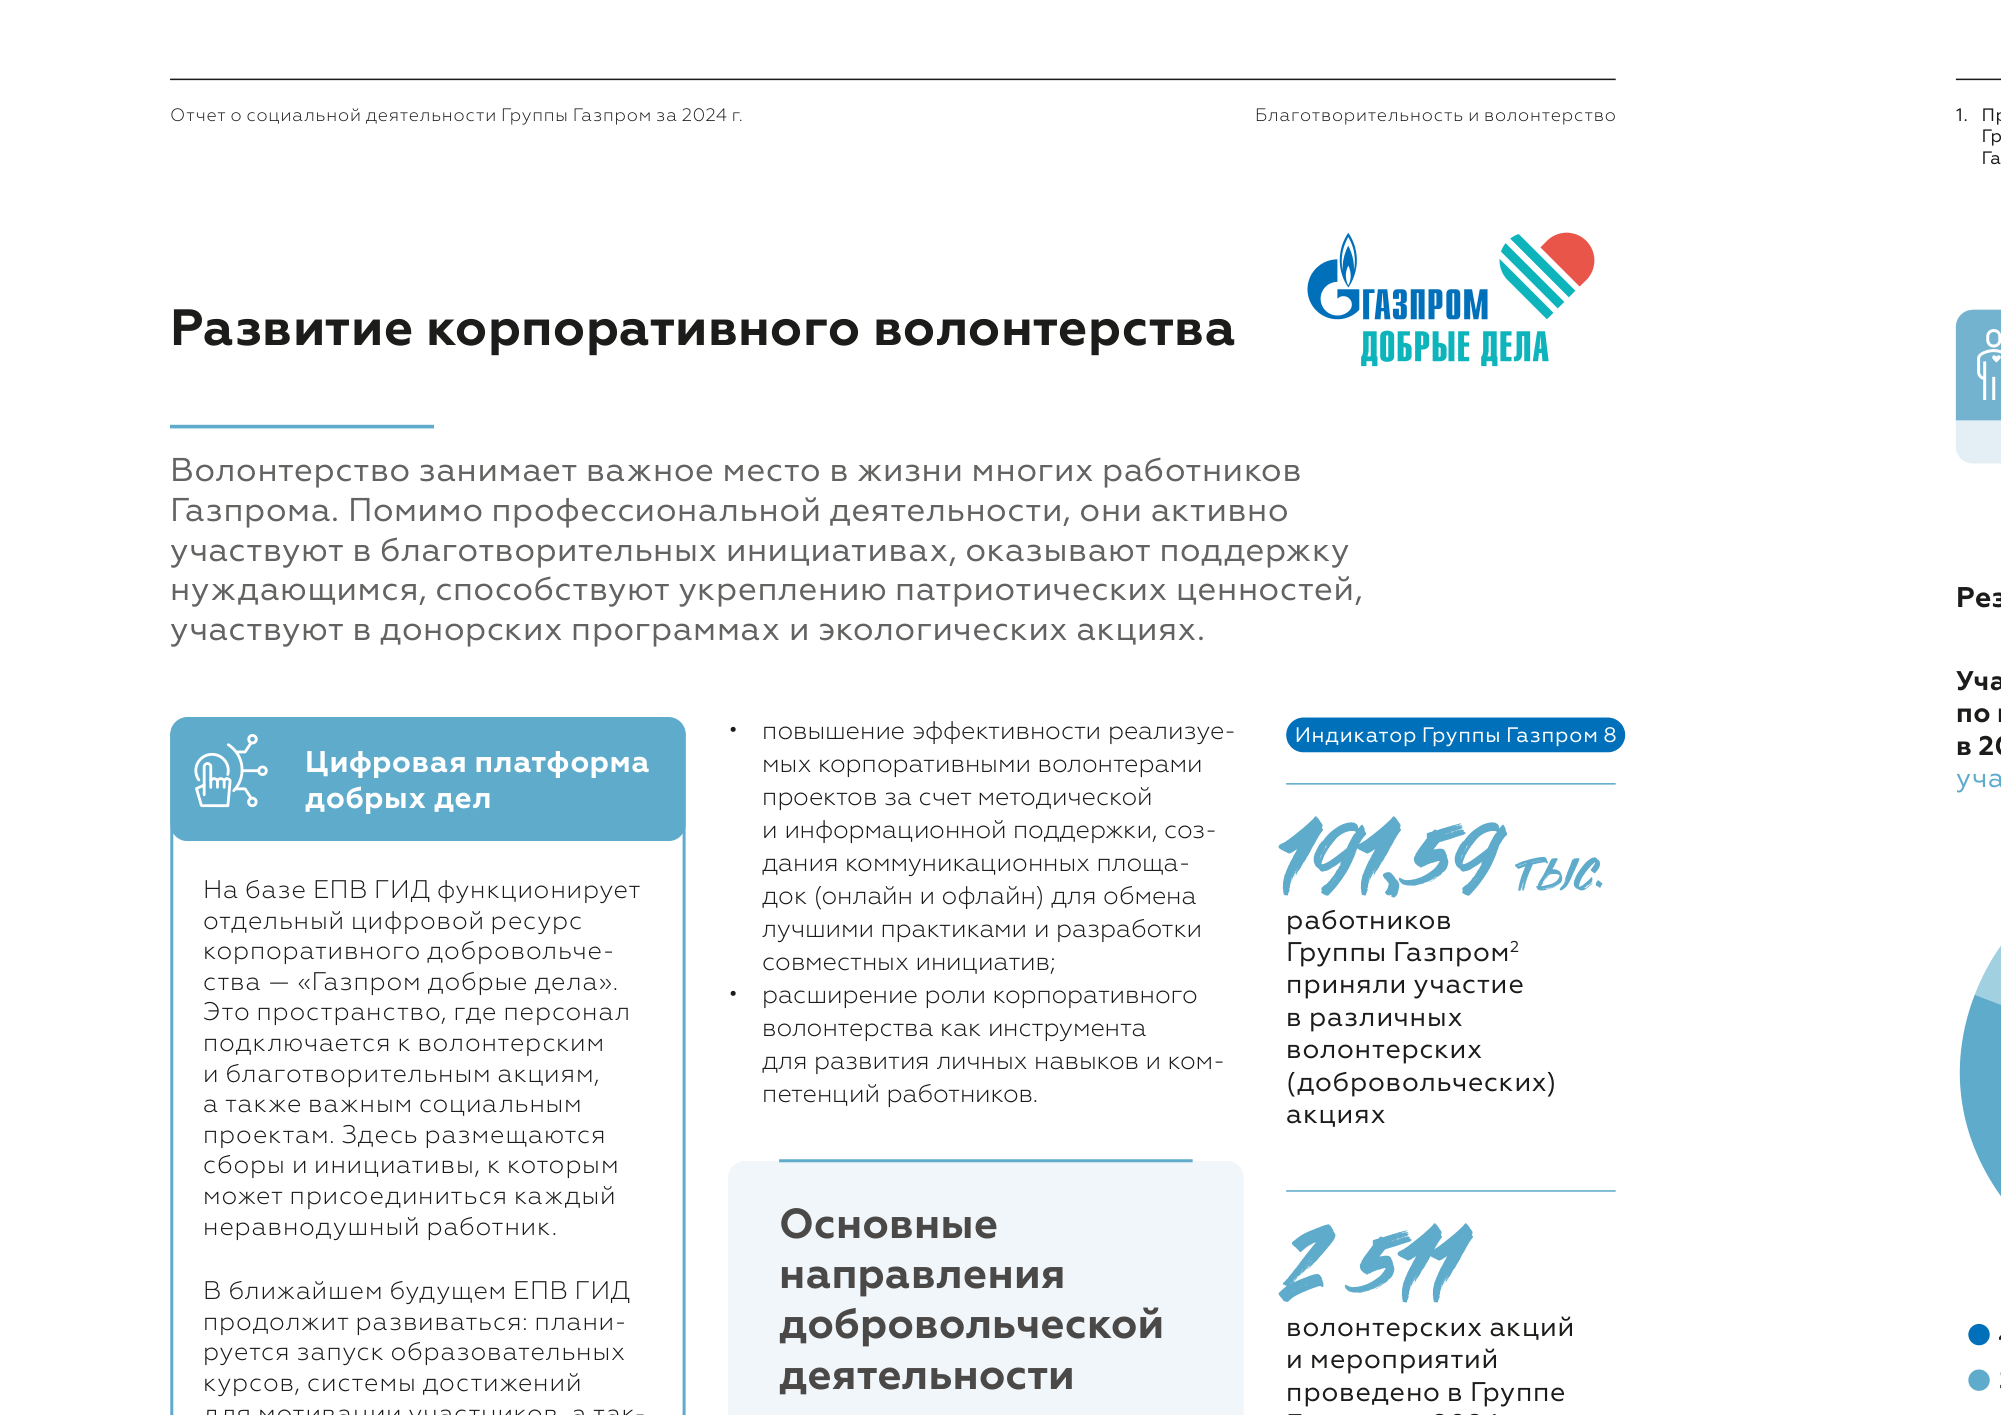 Отчет о социальной деятельности Группы Газпром за 2024 г.
Благотворительность и волонтерство
ГАЗПРОМ
ДОБРЫЕ ДЕЛА
Развитие корпоративного волонтерства
Волонтерство занимает важное место в жизни многих работников
Газпрома. Помимо профессиональной деятельности, они активно
участвуют в благотворительных инициативах, оказывают поддержку
нуждающимся, способствуют укреплению патриотических ценностей,
участвуют в донорских программах и экологических акциях.
Цифровая платформа
добрых дел
На базе ЕПВ ГИД функционирует
отдельный цифровой ресурс
корпоративного добровольче-
ства — «Газпром добрые дела».
Это пространство, где персонал
подключается к волонтерским
и благотворительным акциям,
а также важным социальным
проектам. Здесь размещаются
сборы и инициативы, к которым
может присоединиться каждый
неравнодушный работник.
В ближайшем будущем ЕПВ ГИД
продолжит развиваться: плани-
руется запуск образовательных
курсов, системы достижений
для мотивации участников, а так-
• повышение эффективности реализуе-
мых корпоративными волонтерами
проектов за счет методической
и информационной поддержки, соз-
дания коммуникационных площа-
док (онлайн и офлайн) для обмена
лучшими практиками и разработки
совместных инициатив;
• расширение роли корпоративного
волонтерства как инструмента
для развития личных навыков и ком-
петенций работников.
Основные
направления
добровольческой
деятельности
Индикатор Группы Газпром 8
191,59 тыс.
работников
Группы Газпром²
приняли участие
в различных
волонтерских
(добровольческих)
акциях
2 511
волонтерских акций
и мероприятий
проведено в Группе
1.
в 20